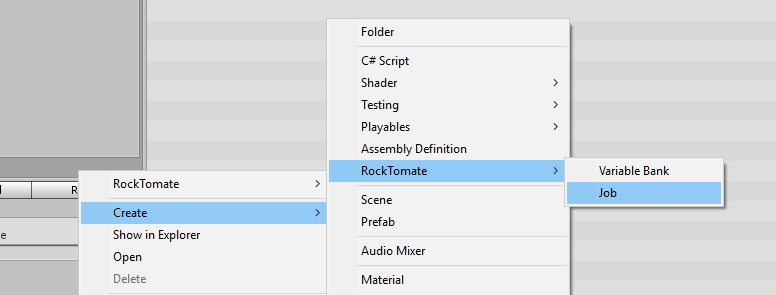 Folder
C# Script
Shader
Testing
Playables
Assembly Definition
RockTomate
Scene
Prefab
Audio Mixer
Material
Variable Bank
Job
RockTomate
Create
Show in Explorer
Open
Delete
R
e